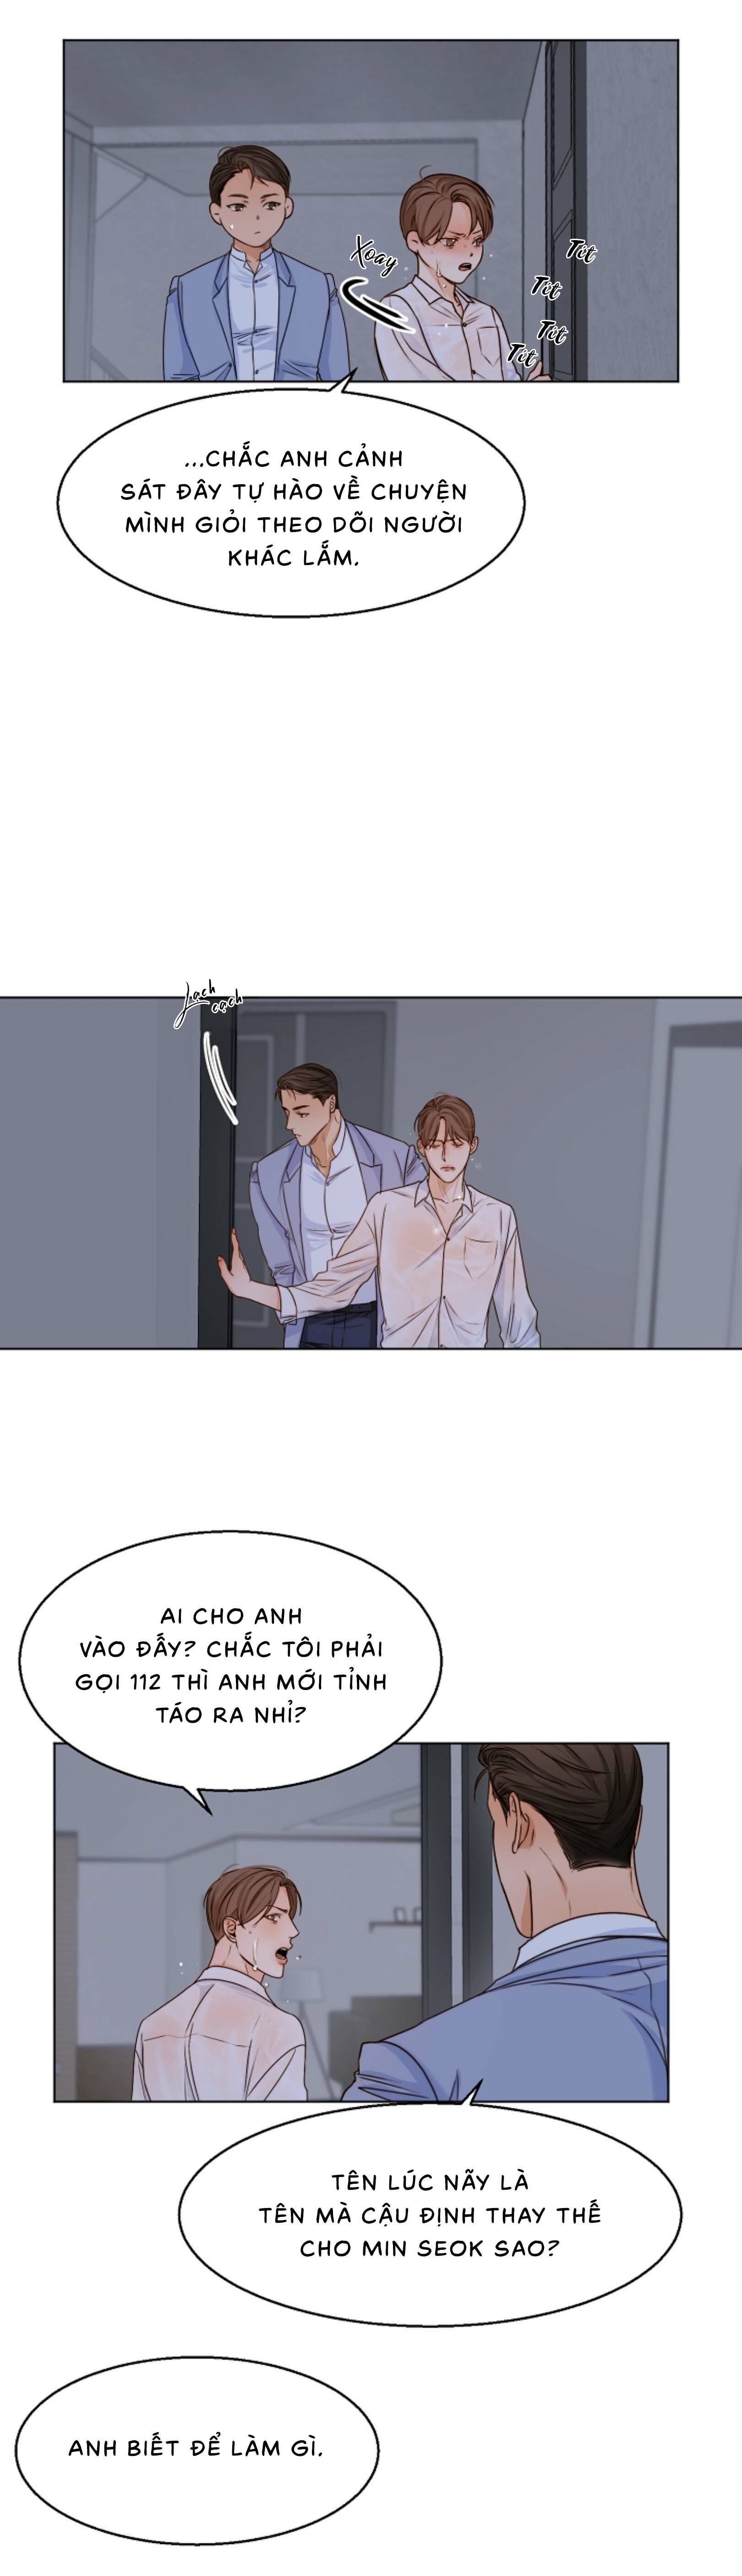 Xoay
Tít
Tít
Tít
Tít
...CHẮC ANH CẢNH
SÁT ĐÂY TỰ HÀO VỀ CHUYỆN
MÌNH GIỎI THEO DÕI NGƯỜI
KHÁC LẮM.
Lạch
cạch
AI CHO ANH
VÀO ĐẤY? CHẮC TÔI PHẢI
GỌI 112 THÌ ANH MỚI TỈNH
TÁO RA NHỈ?
TÊN LÚC NÃY LÀ
TÊN MÀ CẬU ĐỊNH THAY THẾ
CHO MIN SEOK SAO?
ANH BIẾT ĐỂ LÀM GÌ.